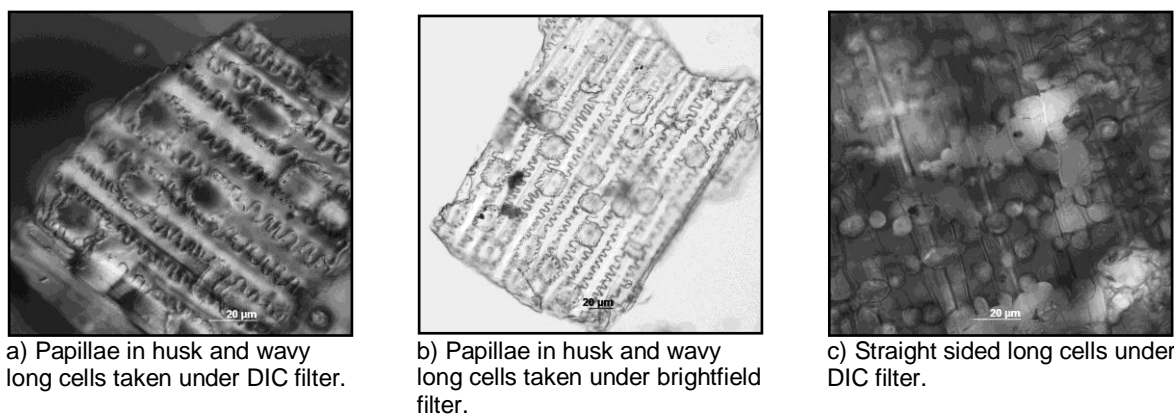 20 µm
20 µm
20 µm
a) Papillae in husk and wavy
long cells taken under DIC filter.
b) Papillae in husk and wavy
long cells taken under brightfield
filter.
c) Straight sided long cells under
DIC filter.